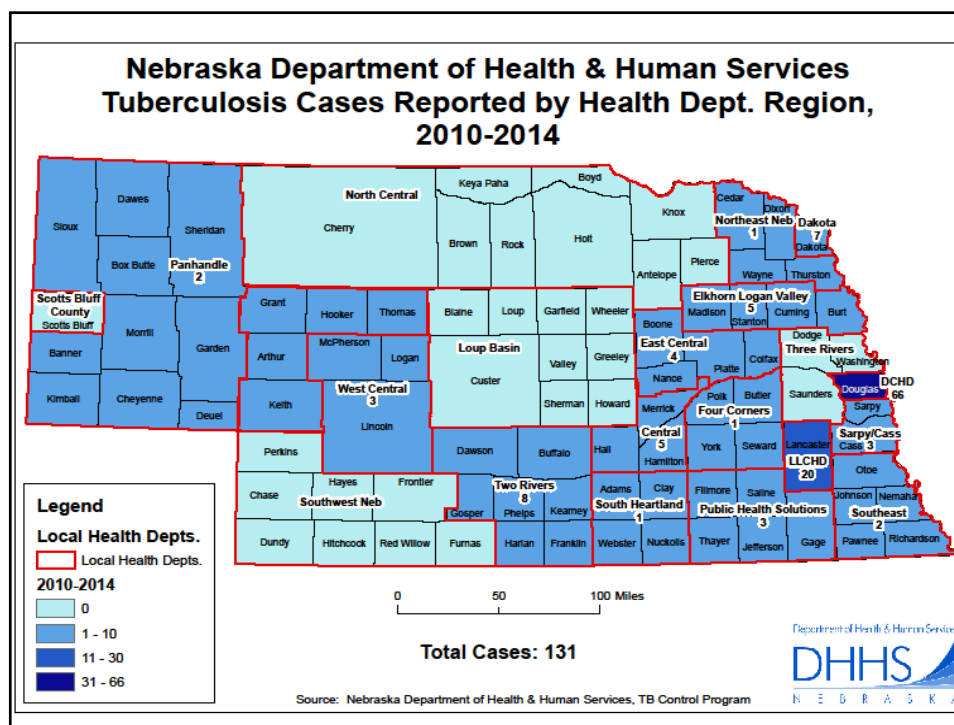 Nebraska Department of Health & Human Services
Tuberculosis Cases Reported by Health Dept. Region,
2010-2014
Sioux
Dawes
Sheridan
Box Butte
Panhandle
2
Scotts Bluff
County
Scotts Bluff
Morrill
Garden
Banner
Kimball
Cheyenne
Deuel
North Central
Cherry
Keya Paha
Boyd
Brown
Rock
Holt
Knox
Antelope
Pierce
Cedar
Dixon
Northeast Neb
1
Wayne
Thurston
Dakota
7
Dakota
Grant
Hooker
Thomas
Arthur
McPherson
Logan
Keith
West Central
3
Lincoln
Blaine
Loup
Garfield
Wheeler
Loup Basin
Custer
Valley
Greeley
Sherman
Howard
Elkhorn Logan Valley
5
Madison
Stanton
Cuming
Burt
Boone
East Central
4
Nance
Platte
Colfax
Dodge
Three Rivers
Washington
Saunders
Douglas
DCHD
66
Sarpy
Sarpy/Cass
Cass
3
Merrick
Central
5
Hall
Hamilton
Polk
Butler
Four Corners
1
York
Seward
Lancaster
LLCHD
20
Otoe
Johnson
Nemaha
Southeast
2
Pawnee
Richardson
Perkins
Chase
Hayes
Frontier
Southwest Neb
Dundy
Hitchcock
Red Willow
Furnas
Dawson
Buffalo
Two Rivers
8
Gosper
Phelps
Kearney
Harlan
Franklin
Adams
Clay
South Heartland
1
Webster
Nuckolls
Fillmore
Saline
Public Health Solutions
3
Thayer
Jefferson
Gage
Legend
Local Health Depts.
Local Health Depts.
2010-2014
0
1 - 10
11 - 30
31 - 66
0 50 100 Miles
Total Cases: 131
Source: Nebraska Department of Health & Human Services, TB Control Program
Department of Health & Human Services
DHHS
NEBRASKA